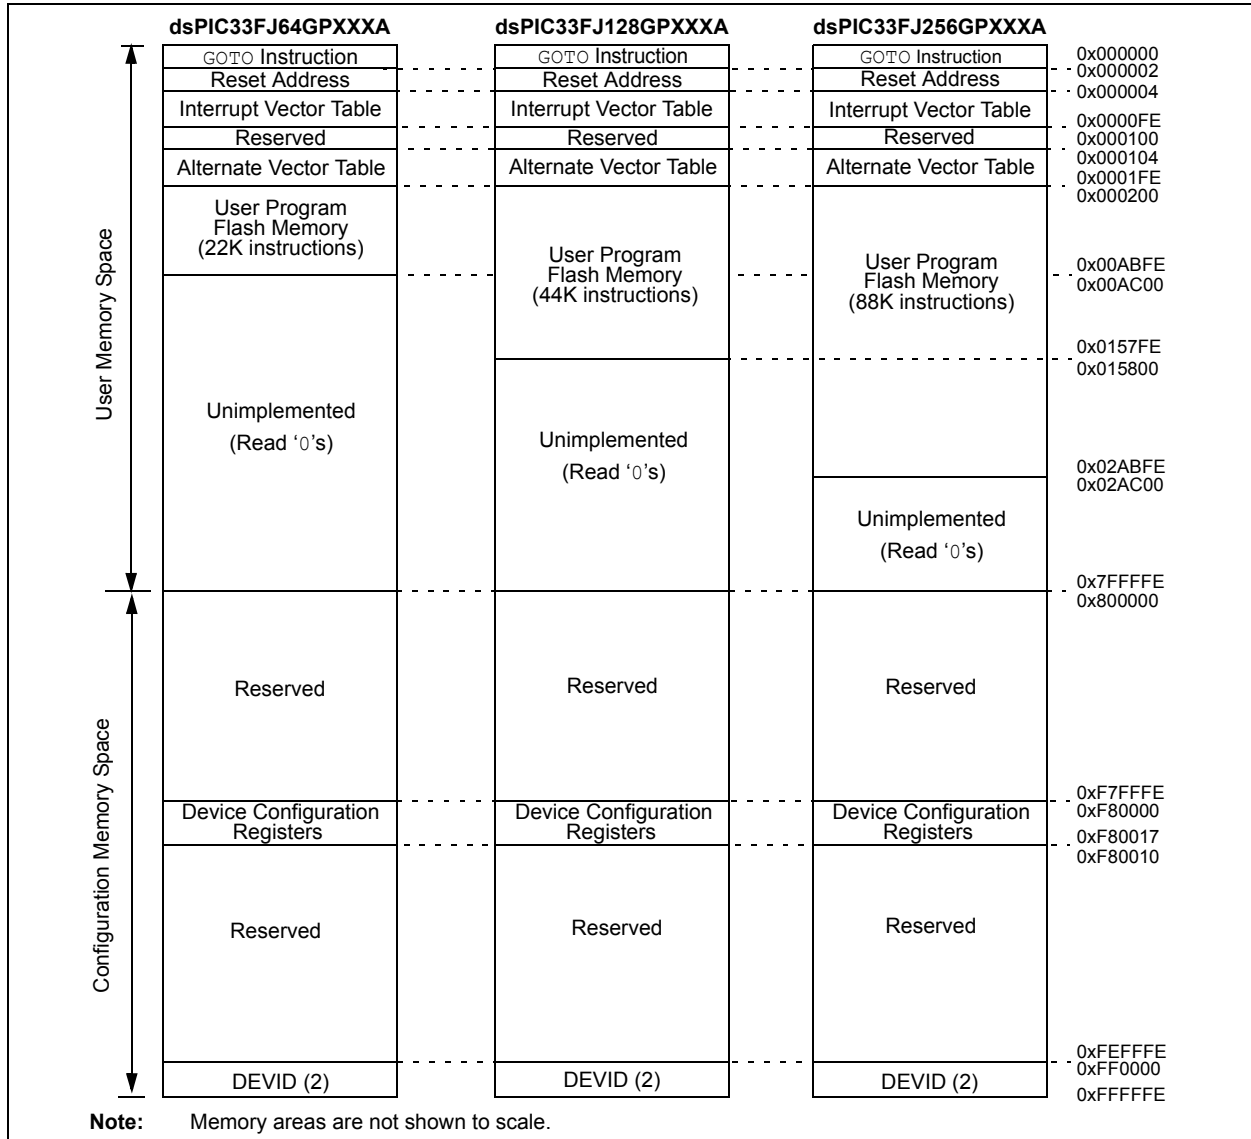 dsPIC33FJ64GPXXXA
dsPIC33FJ128GPXXXA
dsPIC33FJ256GPXXXA
User Memory Space
Configuration Memory Space
GOTO Instruction
Reset Address
Interrupt Vector Table
Reserved
Alternate Vector Table
User Program
Flash Memory
(22K instructions)
Unimplemented
(Read ‘0’s)
Reserved
Device Configuration
Registers
Reserved
DEVID (2)
GOTO Instruction
Reset Address
Interrupt Vector Table
Reserved
Alternate Vector Table
User Program
Flash Memory
(44K instructions)
Unimplemented
(Read ‘0’s)
Reserved
Device Configuration
Registers
Reserved
DEVID (2)
GOTO Instruction
Reset Address
Interrupt Vector Table
Reserved
Alternate Vector Table
User Program
Flash Memory
(88K instructions)
Unimplemented
(Read ‘0’s)
Reserved
Device Configuration
Registers
Reserved
DEVID (2)
0x000000
0x000002
0x000004
0x0000FE
0x000100
0x000104
0x0001FE
0x000200
0x00ABFE
0x00AC00
0x0157FE
0x015800
0x02ABFE
0x02AC00
0x7FFFFE
0x800000
0xF7FFFE
0xF80000
0xF80017
0xF80010
0xFEFFFE
0xFF0000
0xFFFFFE
Note: Memory areas are not shown to scale.